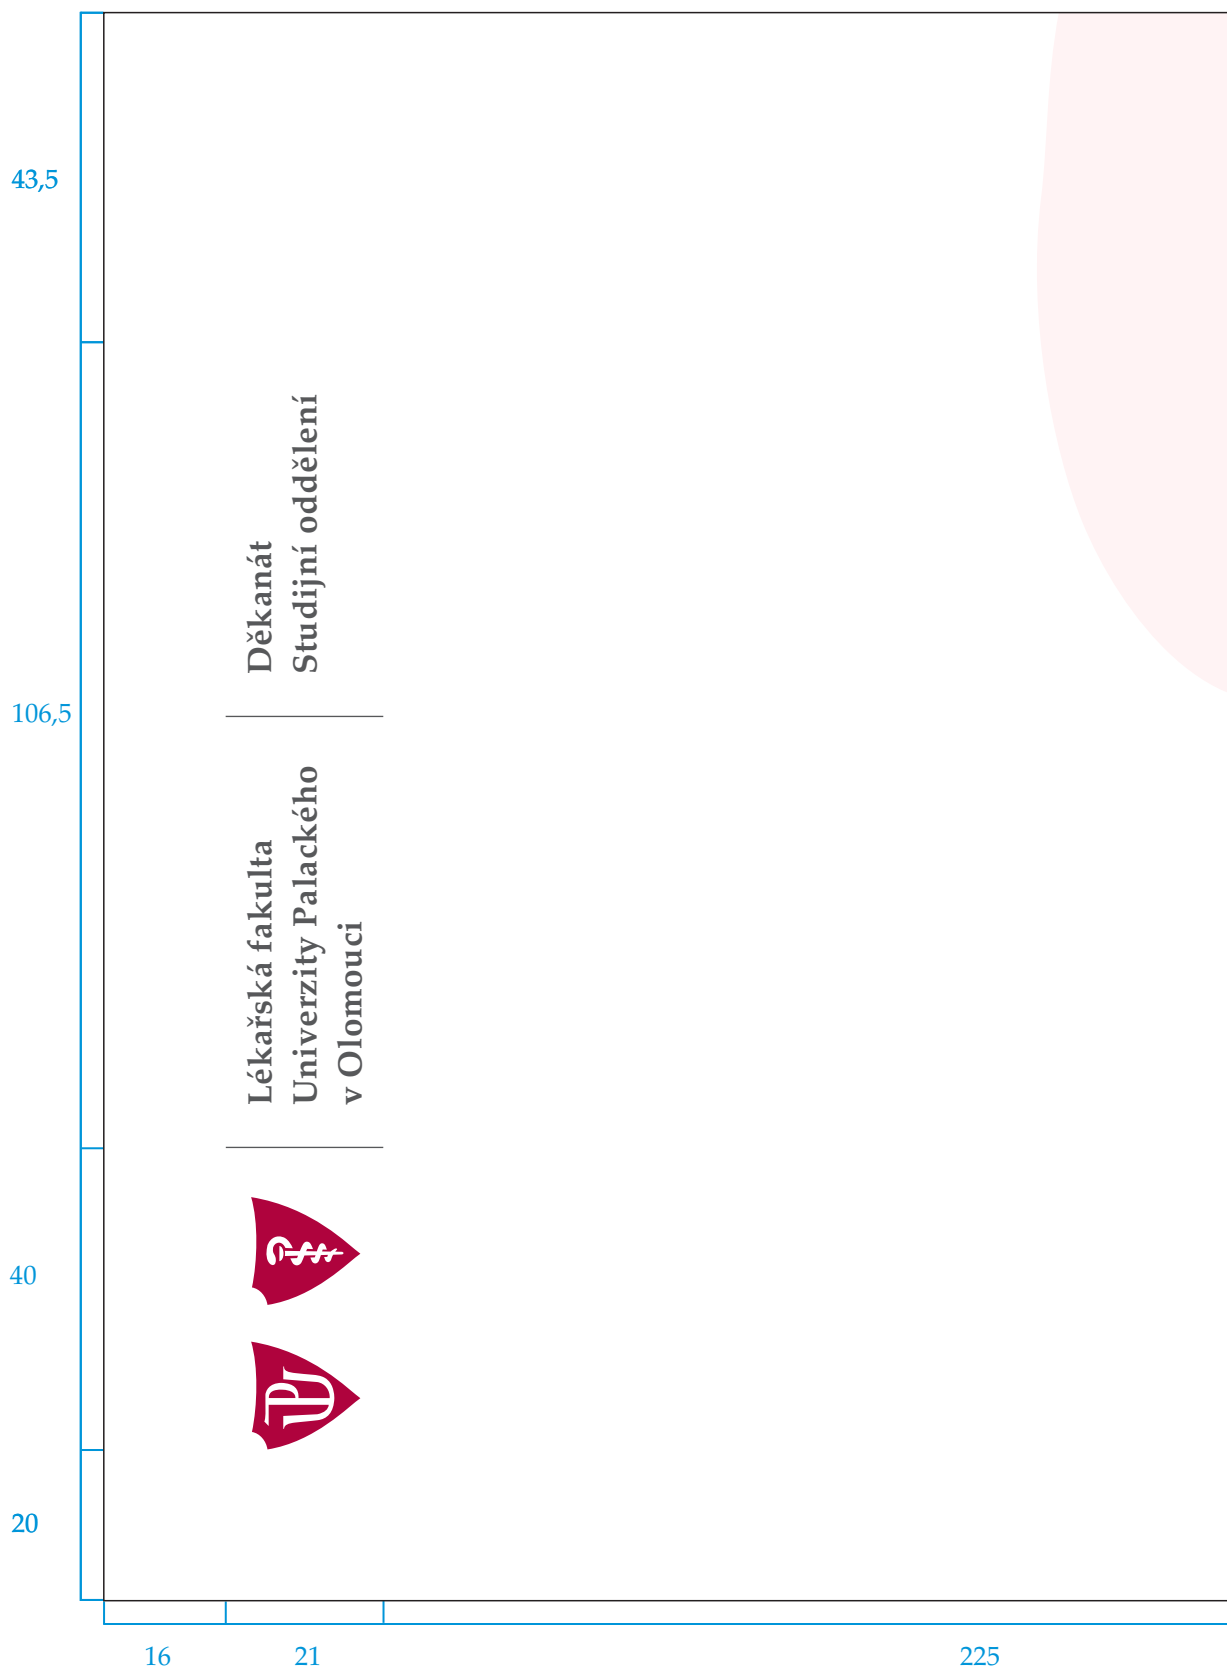 43,5
106,5
40
20
Lékařská fakulta
Univerzity Palackého
v Olomouci
Děkanát
Studijní oddělení
16
21
225